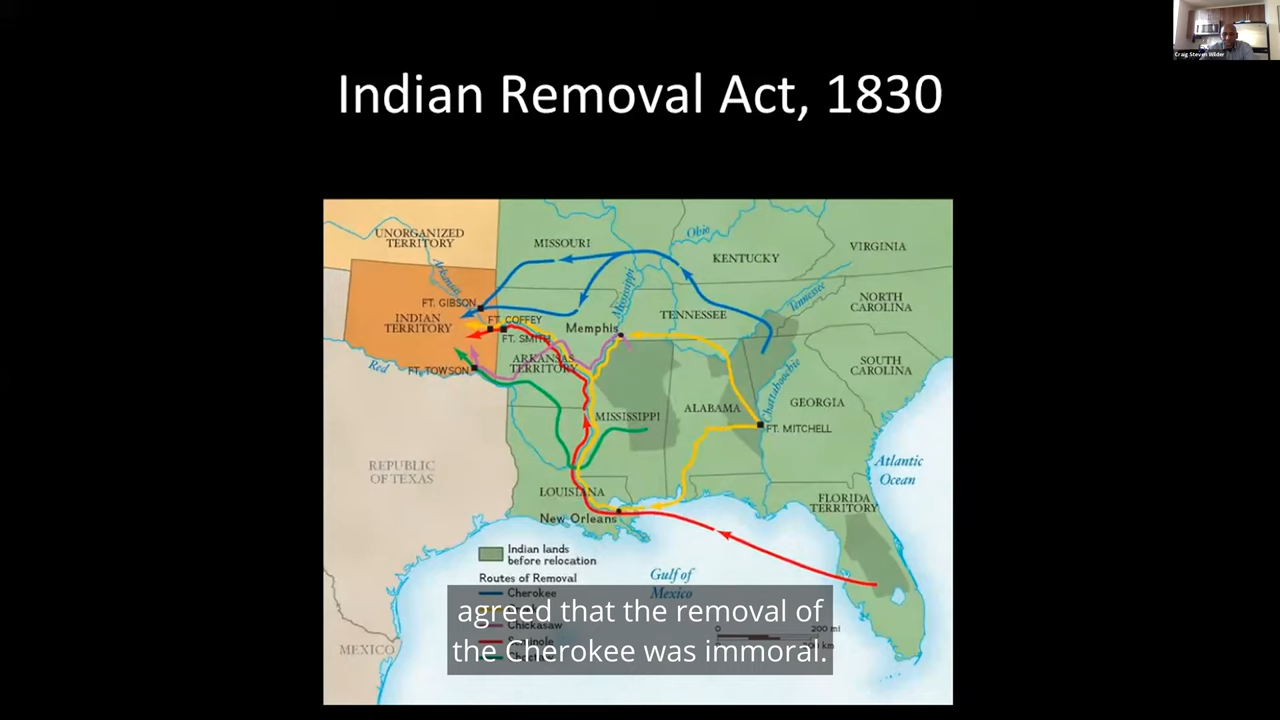 Craig Steven Wilder
Indian Removal Act, 1830
UNORGANIZED
TERRITORY
MISSOURI
Ohio
KENTUCKY
VIRGINIA
Arkansas
Mississippi
FT. GIBSON
Tennessee
NORTH
CAROLINA
INDIAN
TERRITORY
FT. COFFEY
Memphis
TENNESSEE
FT. SMITH
ARKANSAS
TERRITORY
SOUTH
CAROLINA
Red
FT. TOWSON
Chattahoochie
MISSISSIPPI
ALABAMA
GEORGIA
FT. MITCHELL
REPUBLIC
OF TEXAS
Atlantic
Ocean
LOUISIANA
FLORIDA
TERRITORY
New Orleans
Indian lands
before relocation
Gulf of
Mexico
Routes of Removal
Cherokee
Chickasaw
agreed that the removal of
the Cherokee was immoral.
200 mi
MEXICO